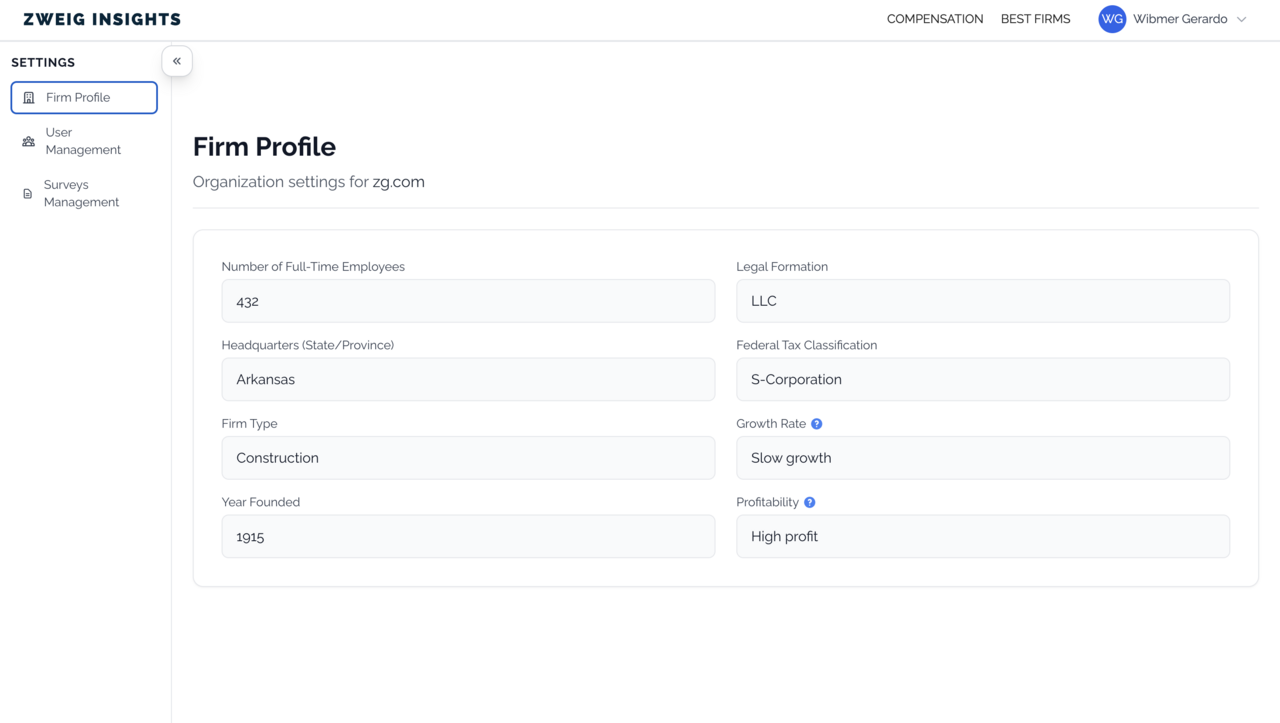 ZWEIG INSIGHTS
COMPENSATION
BEST FIRMS
WG
Wibmer Gerardo
SETTINGS
«
Firm Profile
User
Management
Surveys
Management
Firm Profile
Organization settings for zg.com
Number of Full-Time Employees
432
Legal Formation
LLC
Headquarters (State/Province)
Arkansas
Federal Tax Classification
S-Corporation
Firm Type
Construction
Growth Rate ?
Slow growth
Year Founded
1915
Profitability ?
High profit